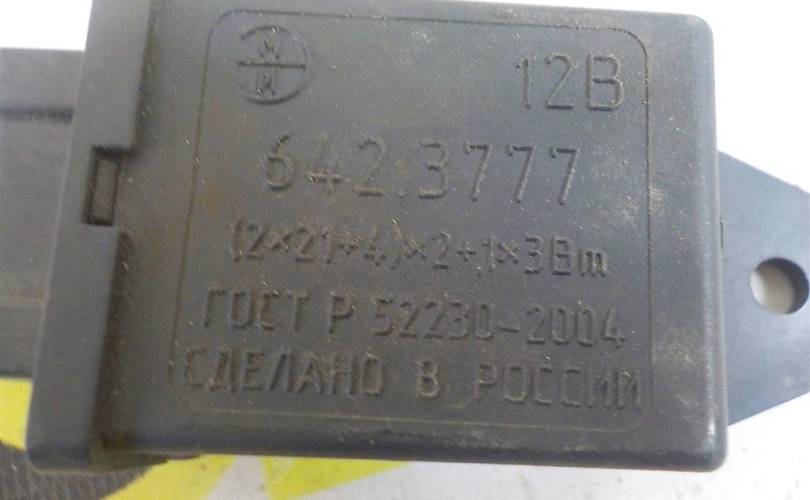 М
И
12В
642.3777
(2×21+4)×2+1×3Вт
ГОСТ Р 52230-2004
СДЕЛАНО В РОССИИ